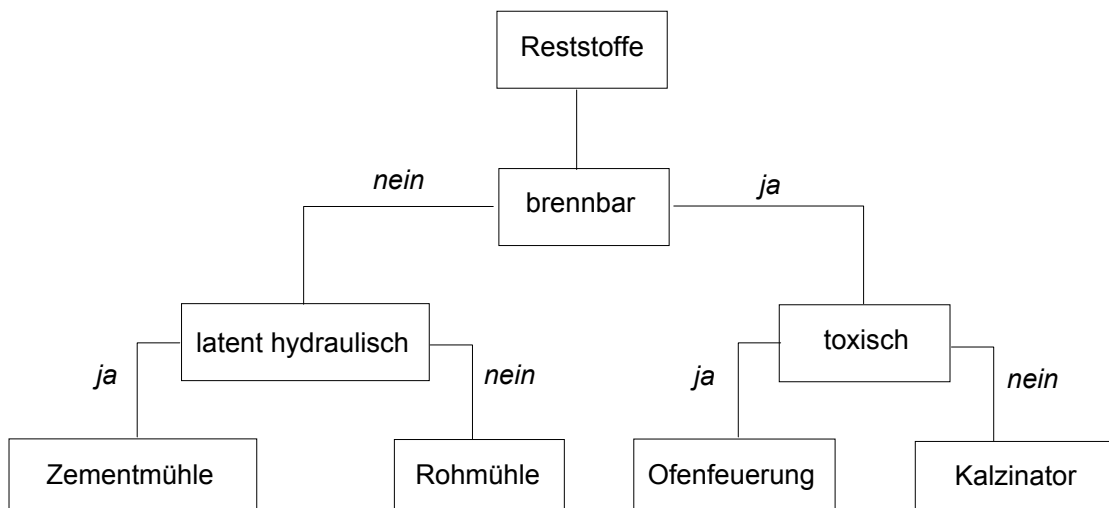 Reststoffe
nein
ja
brennbar
latent hydraulisch
toxisch
ja
nein
ja
nein
Zementmühle
Rohmühle
Ofenfeuerung
Kalzinator